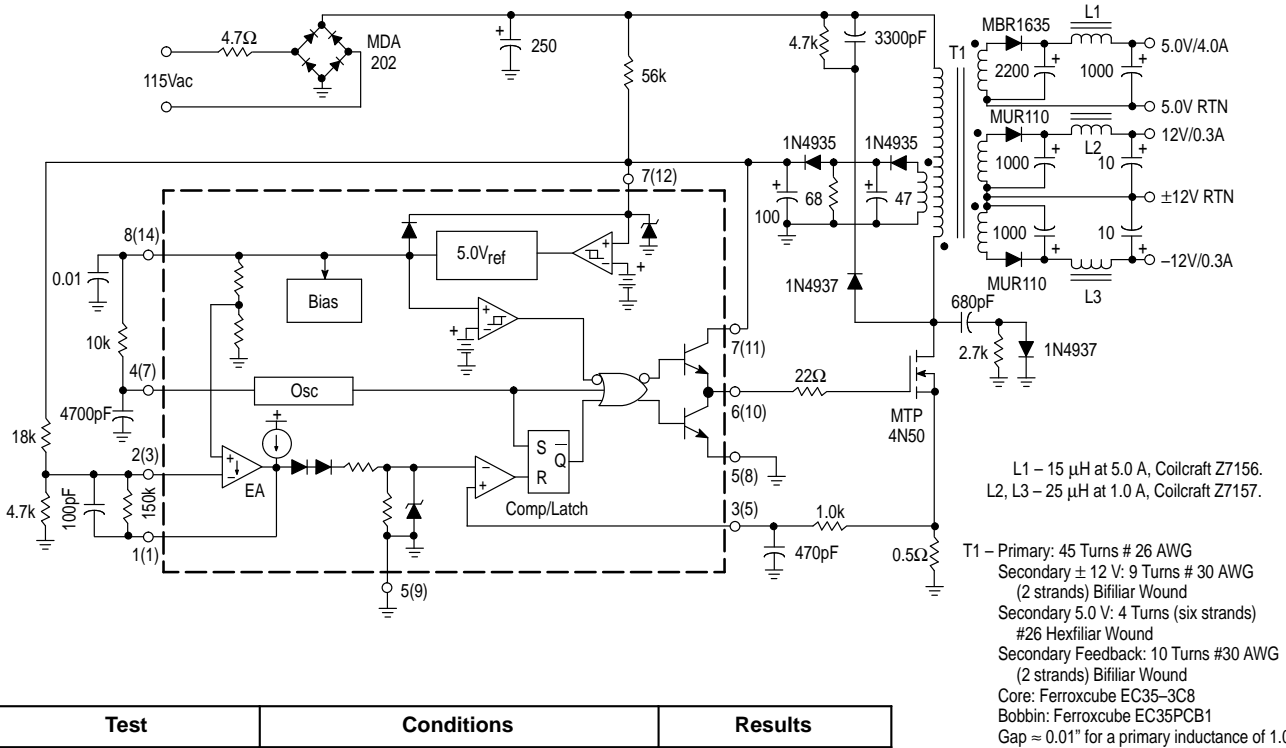 4.7Ω
MDA
202
115Vac
+
250
56k
4.7k
3300pF
T1
MBR1635
L1
2200
+
1000
+
5.0V/4.0A
5.0V RTN
MUR110
1000
+
L2
10
+
12V/0.3A
±12V RTN
1000
+
10
+
MUR110
L3
–12V/0.3A
1N4935
1N4935
+
100
68
+
47
7(12)
8(14)
0.01
5.0Vref
+
–
+
Bias
1N4937
680pF
2.7k
1N4937
10k
+
–
+
7(11)
4(7)
Osc
4700pF
22Ω
6(10)
MTP
4N50
18k
+
S
Q
R
5(8)
2(3)
+
–
EA
–
+
Comp/Latch
4.7k
100pF
150k
1(1)
3(5)
1.0k
470pF
0.5Ω
5(9)
L1 – 15 μH at 5.0 A, Coilcraft Z7156.
L2, L3 – 25 μH at 1.0 A, Coilcraft Z7157.
T1 – Primary: 45 Turns # 26 AWG
Secondary ± 12 V: 9 Turns # 30 AWG
(2 strands) Bifiliar Wound
Secondary 5.0 V: 4 Turns (six strands)
#26 Hexfiliar Wound
Secondary Feedback: 10 Turns #30 AWG
(2 strands) Bifiliar Wound
Core: Ferroxcube EC35–3C8
Bobbin: Ferroxcube EC35PCB1
Gap ≈ 0.01" for a primary inductance of
Test Conditions Results